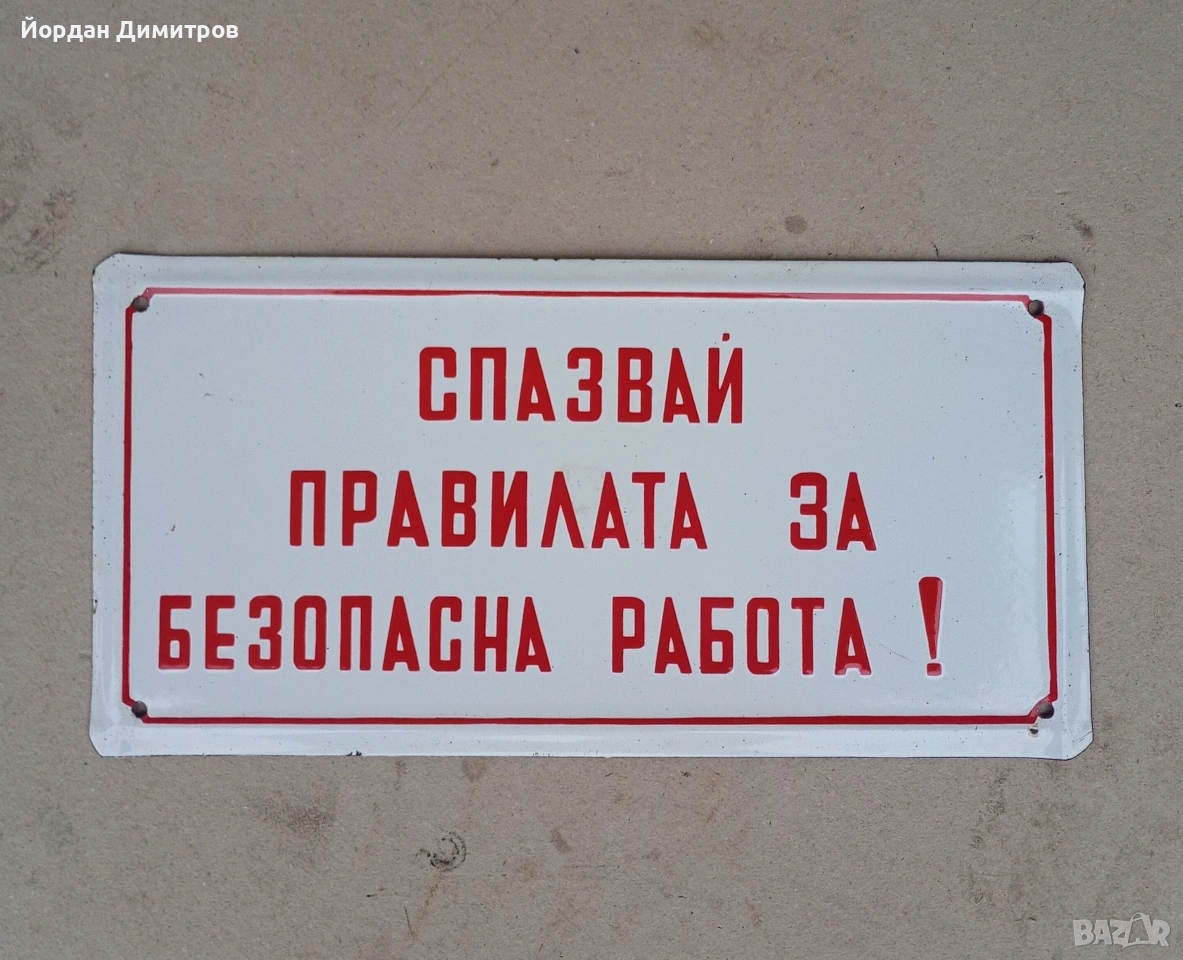 Йордан Димитров
СПАЗВАЙ
ПРАВИЛАТА ЗА
БЕЗОПАСНА РАБОТА !
BAZAR